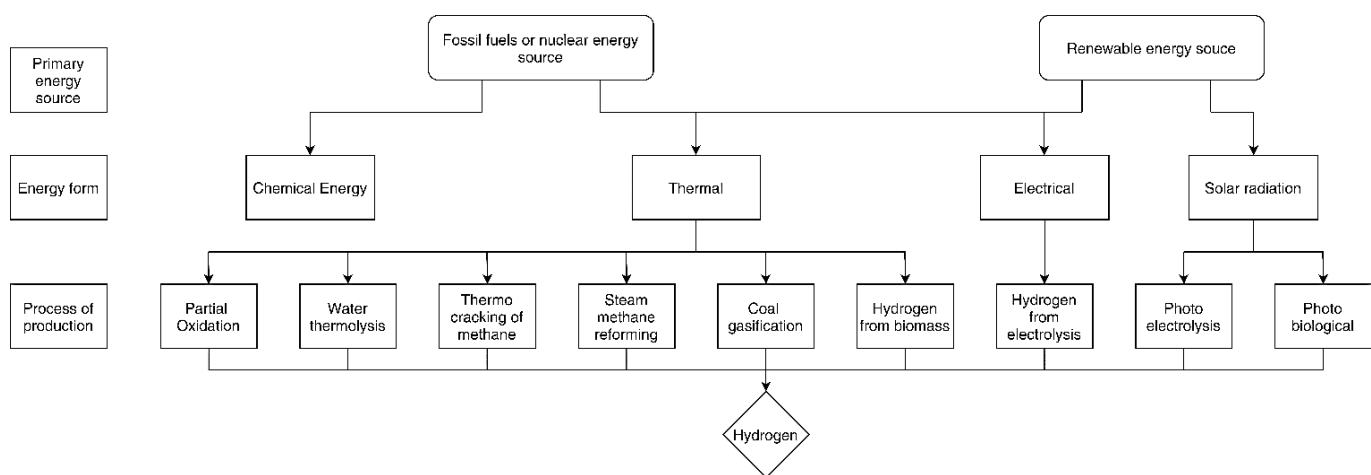 Fossil fuels or nuclear energy
source
Renewable energy souce
Primary
energy
source
Energy form
Chemical Energy
Thermal
Electrical
Solar radiation
Process of
production
Partial
Oxidation
Water
thermolysis
Thermo
cracking of
methane
Steam
methane
reforming
Coal
gasification
Hydrogen
from biomass
Hydrogen
from
electrolysis
Photo
electrolysis
Photo
biological
Hydrogen